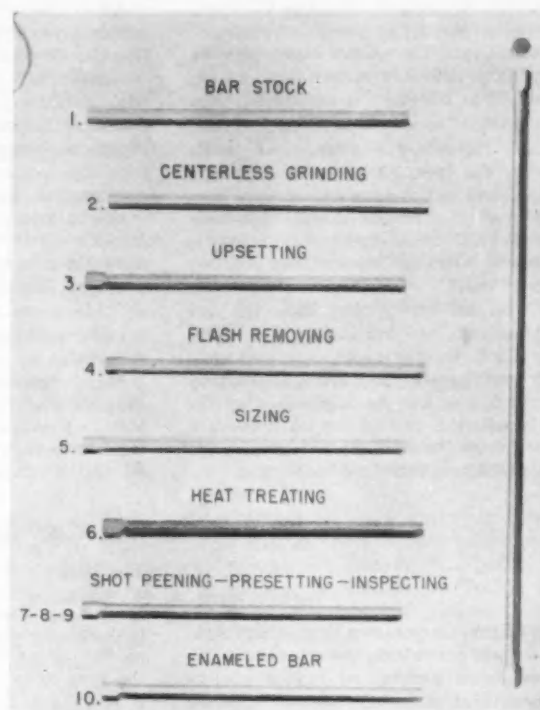 BAR STOCK
1.
CENTERLESS GRINDING
2.
UPSETTING
3.
FLASH REMOVING
4.
SIZING
5.
HEAT TREATING
6.
SHOT PEENING—PRESETTING—INSPECTING
7-8-9
ENAMELED BAR
10.